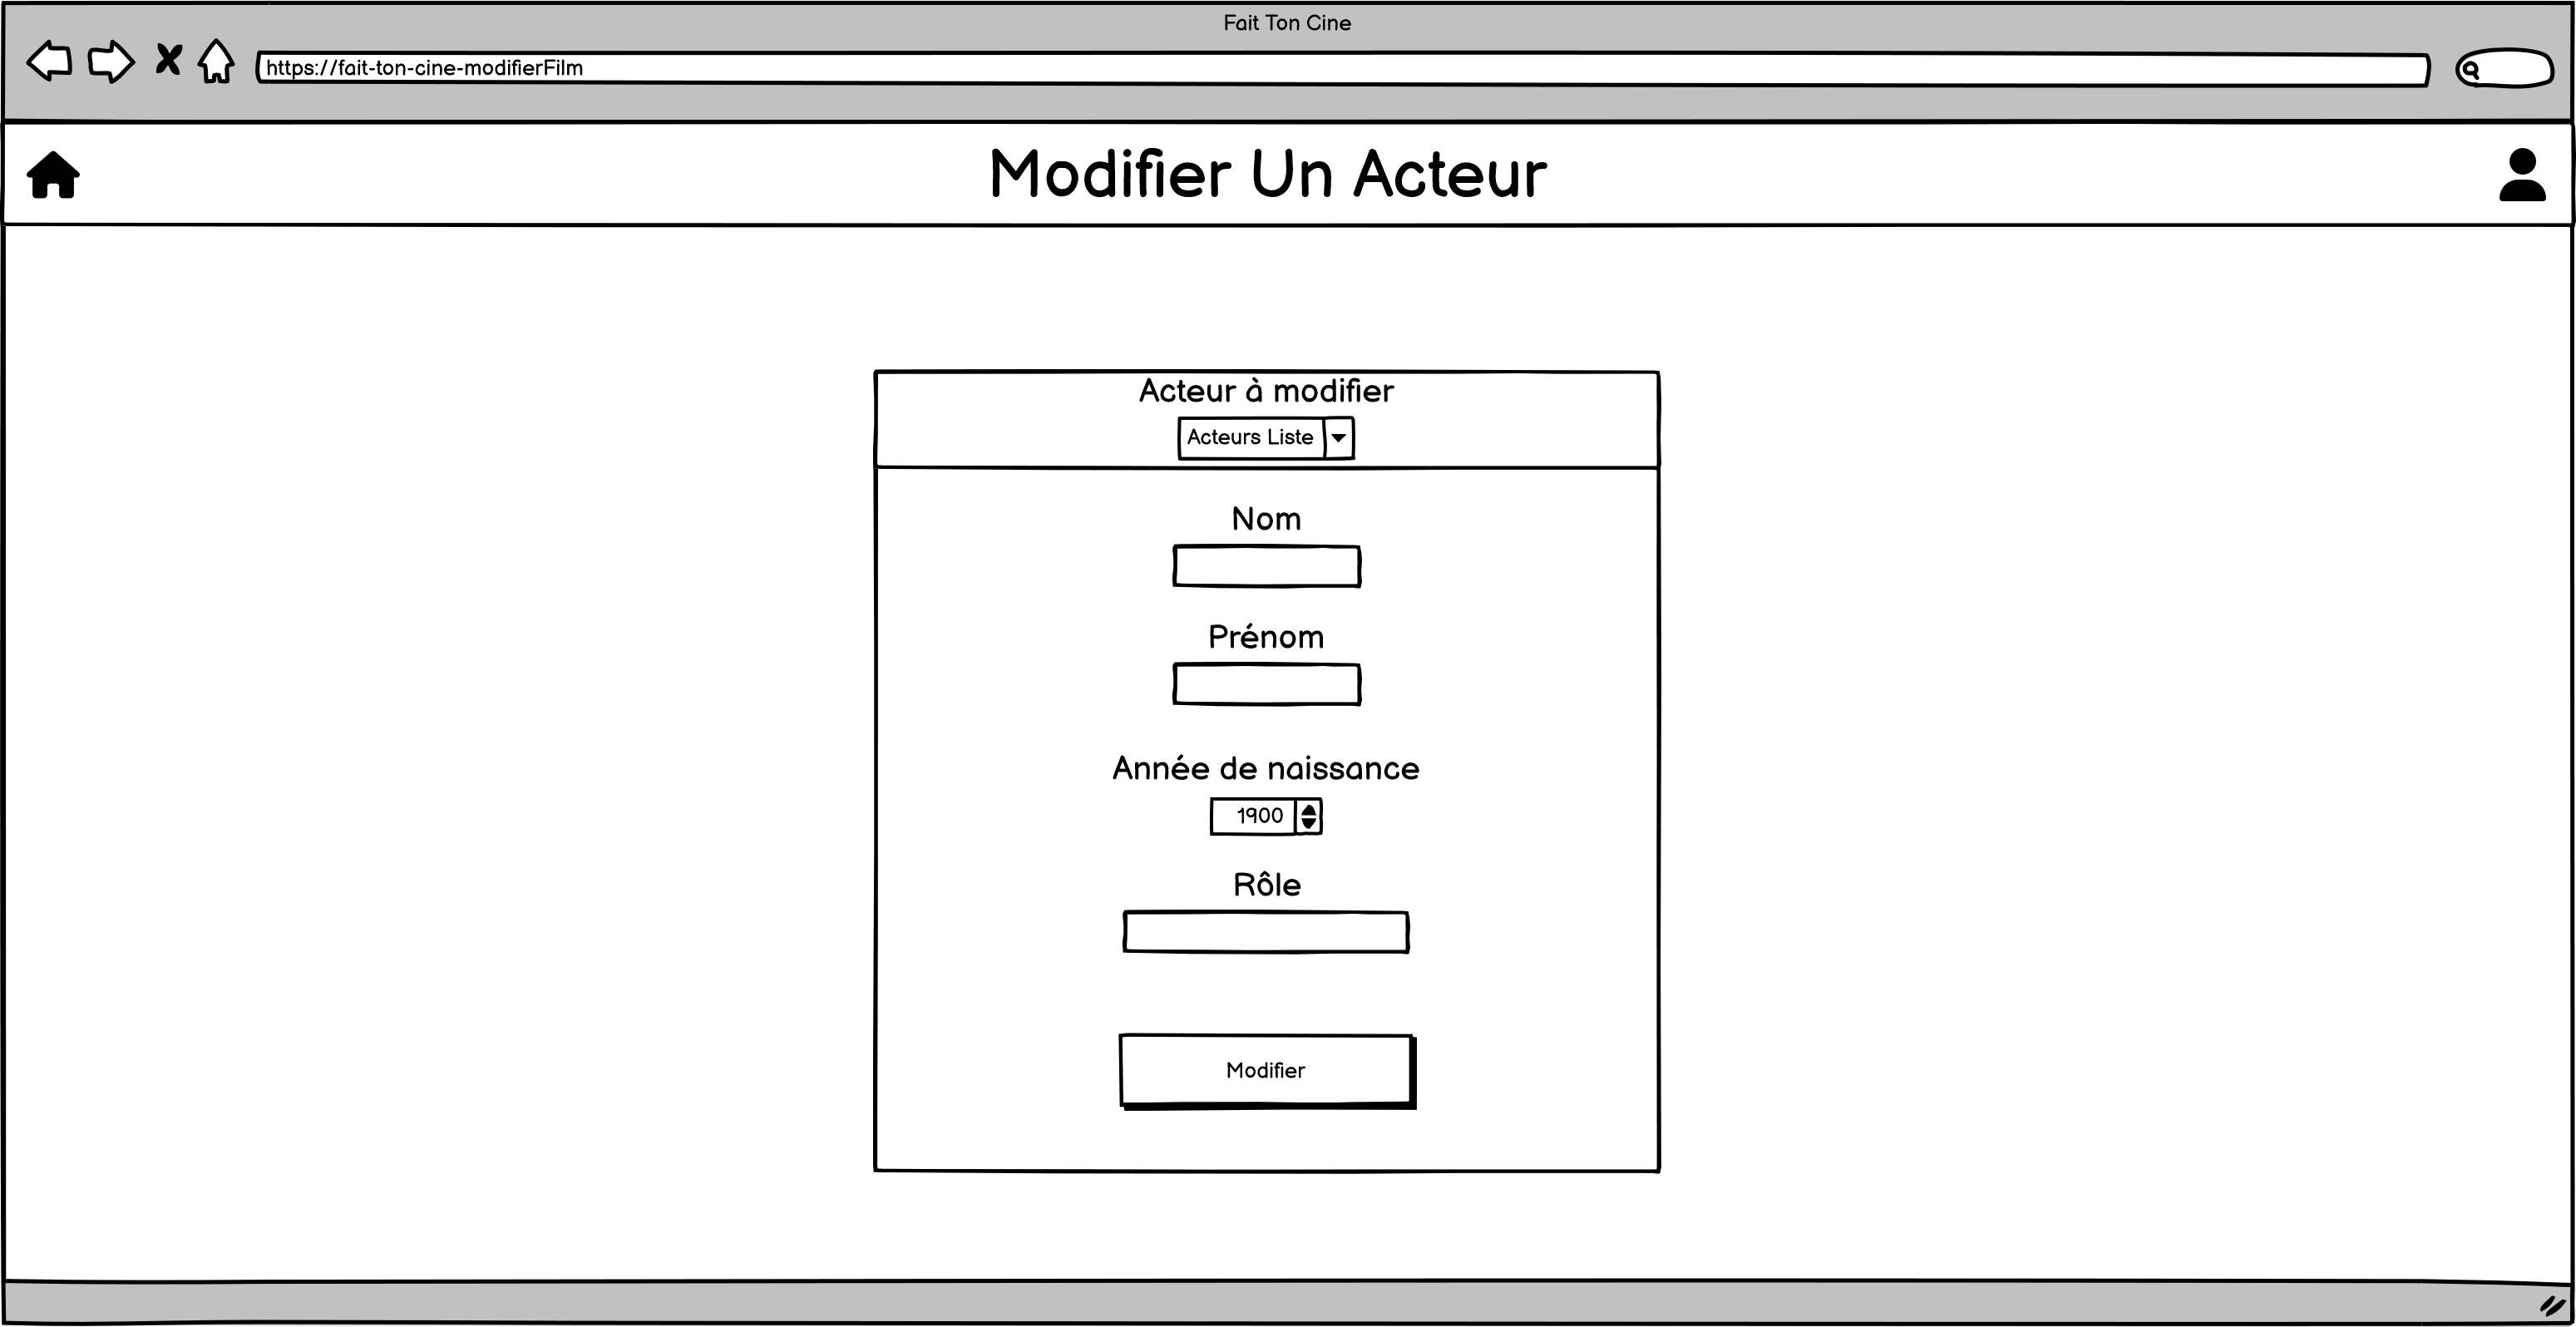 Fait Ton Cine
https://fait-ton-cine-modifierFilm
Modifier Un Acteur
Acteur à modifier
Acteurs Liste
Nom
Prénom
Année de naissance
1900
Rôle
Modifier